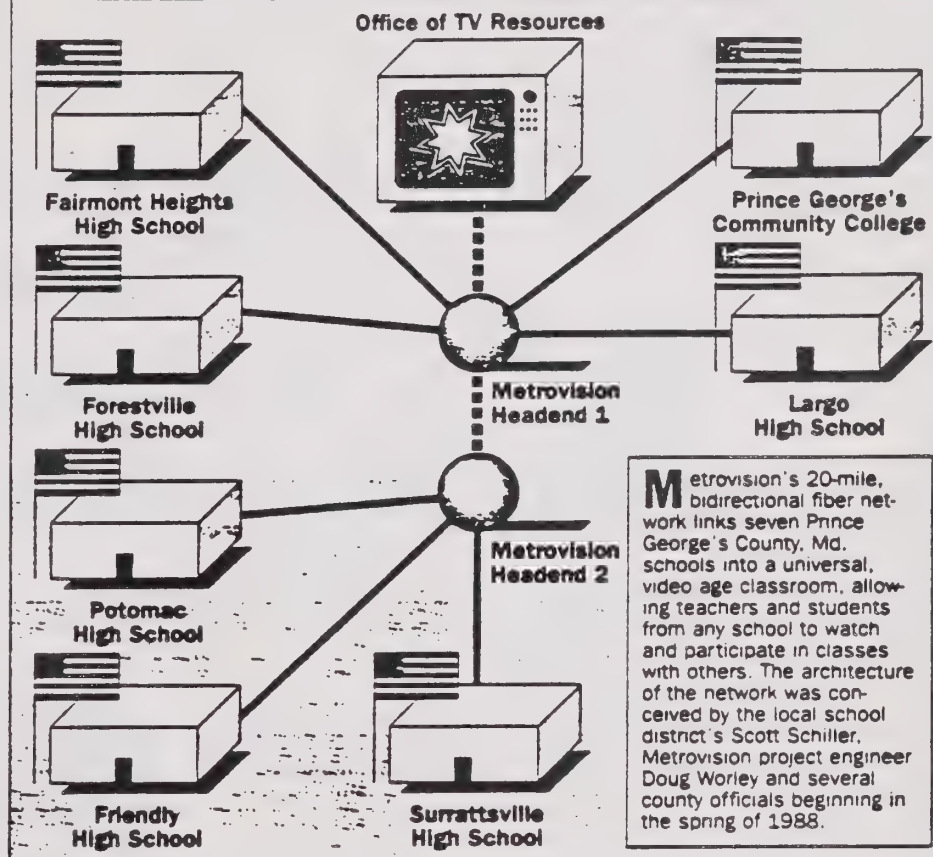 Office of TV Resources
Fairmont Heights
High School
Prince George's
Community College
Forestville
High School
Metrovision
Headend 1
Largo
High School
Potomac
High School
Metrovision
Headend 2
Friendly
High School
Surrattsville
High School
Metrovision's 20-mile,
bidirectional fiber net-
work links seven Prince
George's County, Md.
schools into a universal,
video age classroom, allow-
ing teachers and students
from any school to watch
and participate in classes
with others. The architecture
of the network was con-
ceived by the local school
district's Scott Schiller,
Metrovision project engineer
Doug Worley and several
county officials beginning in
the spring of 1988.